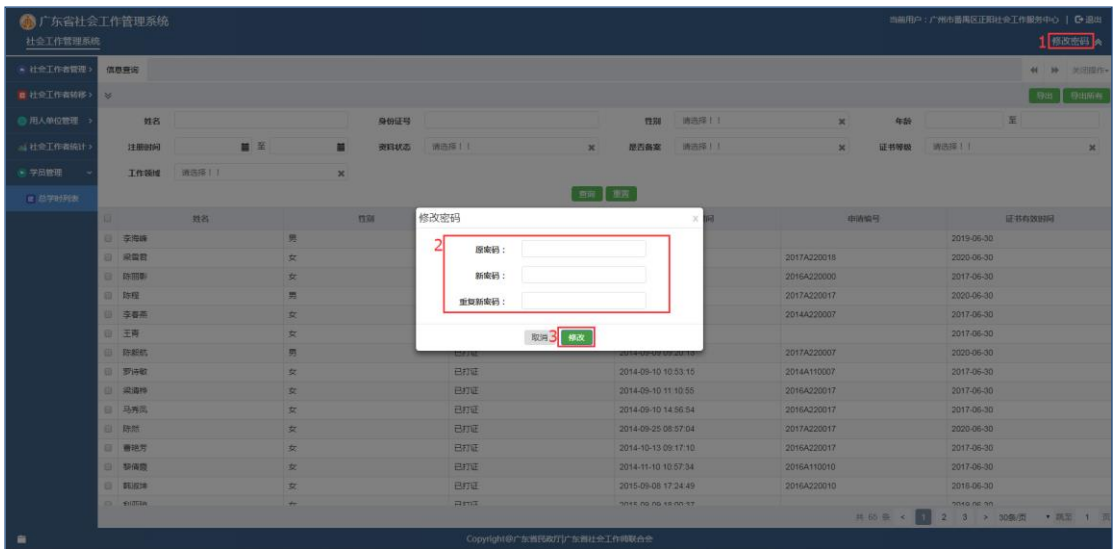 广东省社会工作管理系统
当前用户：广州市番禺区正阳社会工作服务中心 | 退出
社会工作管理系统
1 修改密码
社会工作者管理
信息查询
关闭操作
社会工作者转移
导出 导出所有
用人单位管理
姓名 身份证号 性别 请选择！！ 年龄 至
社会工作者统计
注册时间 至 资料状态 请选择！！ 是否备案 请选择！！ 证书等级 请选择！！
学员管理
工作领域 请选择！！
总学时列表
查询 重置
姓名 性别 申请编号 证书有效时间
修改密码
2
原密码：
新密码：
重复新密码：
取消 3 修改
李海峰 男 2019-06-30
女 2017A220018 2020-06-30
陈丽影 女 2016A220000 2017-06-30
陈程 男 2017A220017 2020-06-30
李春燕 女 2014A220007 2017-06-30
王青 女 2017-06-30
男 已打证 2014-09-09 09:20:18 2017A220007 2020-06-30
罗诗敏 女 已打证 2014-09-10 10:53:15 2014A110007 2017-06-30
女 已打证 2014-09-10 11:10:55 2016A220017 2017-06-30
马秀凤 女 已打证 2014-09-10 14:56:54 2016A220017 2017-06-30
陈然 女 已打证 2014-09-25 08:57:04 2017A220017 2020-06-30
曹艳芳 女 已打证 2014-10-13 09:17:10 2016A220017 2017-06-30
黎倩霞 女 已打证 2014-11-10 10:57:34 2016A110010 2017-06-30
女 已打证 2015-09-08 17:24:49 2016A220010 2018-06-30
共 65 条 < 1 2 3 > 30条/页 跳至 1 页
Copyright@广东省民政厅广东省社会工作师联合会